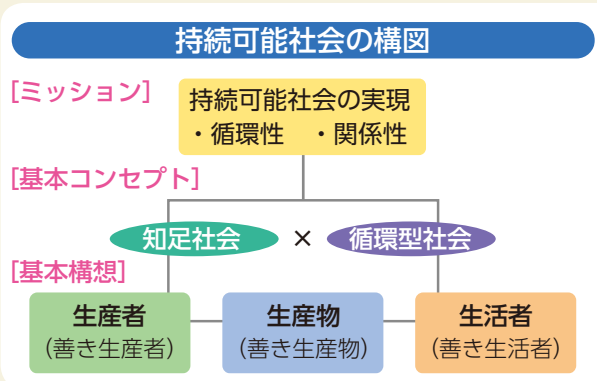 持続可能社会の構図
[ミッション]
持続可能社会の実現
・循環性 ・関係性
[基本コンセプト]
知足社会 × 循環型社会
[基本構想]
生産者 生産物 生活者
(善き生産者) (善き生産物) (善き生活者)